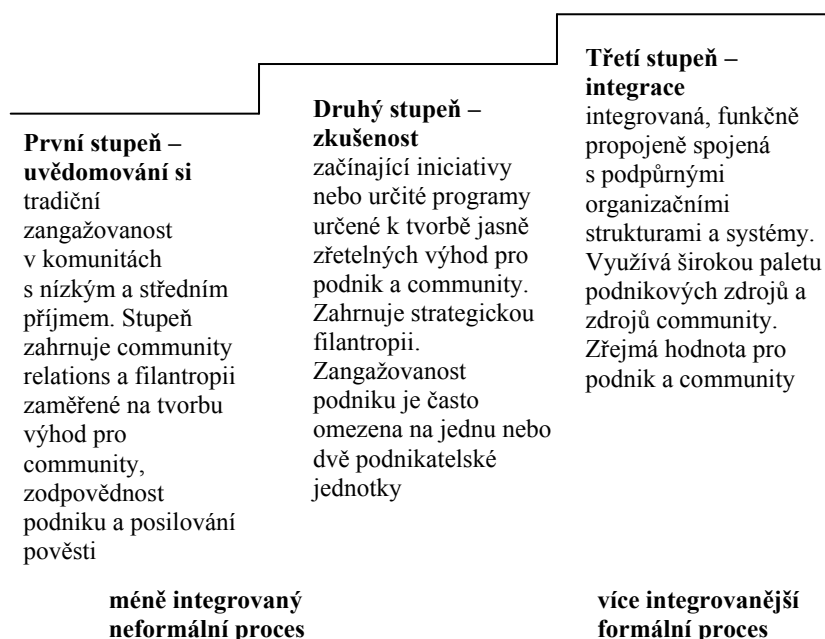 První stupeň –
uvědomování si
tradiční
zangažovanost
v komunitách
s nízkým a středním
příjmem. Stupeň
zahrnuje community
relations a filantropii
zaměřené na tvorbu
výhod pro
community,
zodpovědnost
podniku a posilování
pověsti
Druhý stupeň –
zkušenost
začínající iniciativy
nebo určité programy
určené k tvorbě jasně
zřetelných výhod pro
podnik a community.
Zahrnuje strategickou
filantropii.
Zangažovanost
podniku je často
omezena na jednu nebo
dvě podnikatelské
jednotky
Třetí stupeň –
integrace
integrovaná, funkčně
propojeně spojená
s podpůrnými
organizačními
strukturami a systémy.
Využívá širokou paletu
podnikových zdrojů a
zdrojů community.
Zřejmá hodnota pro
podnik a community
méně integrovaný
neformální proces
více integrovanější
formální proces